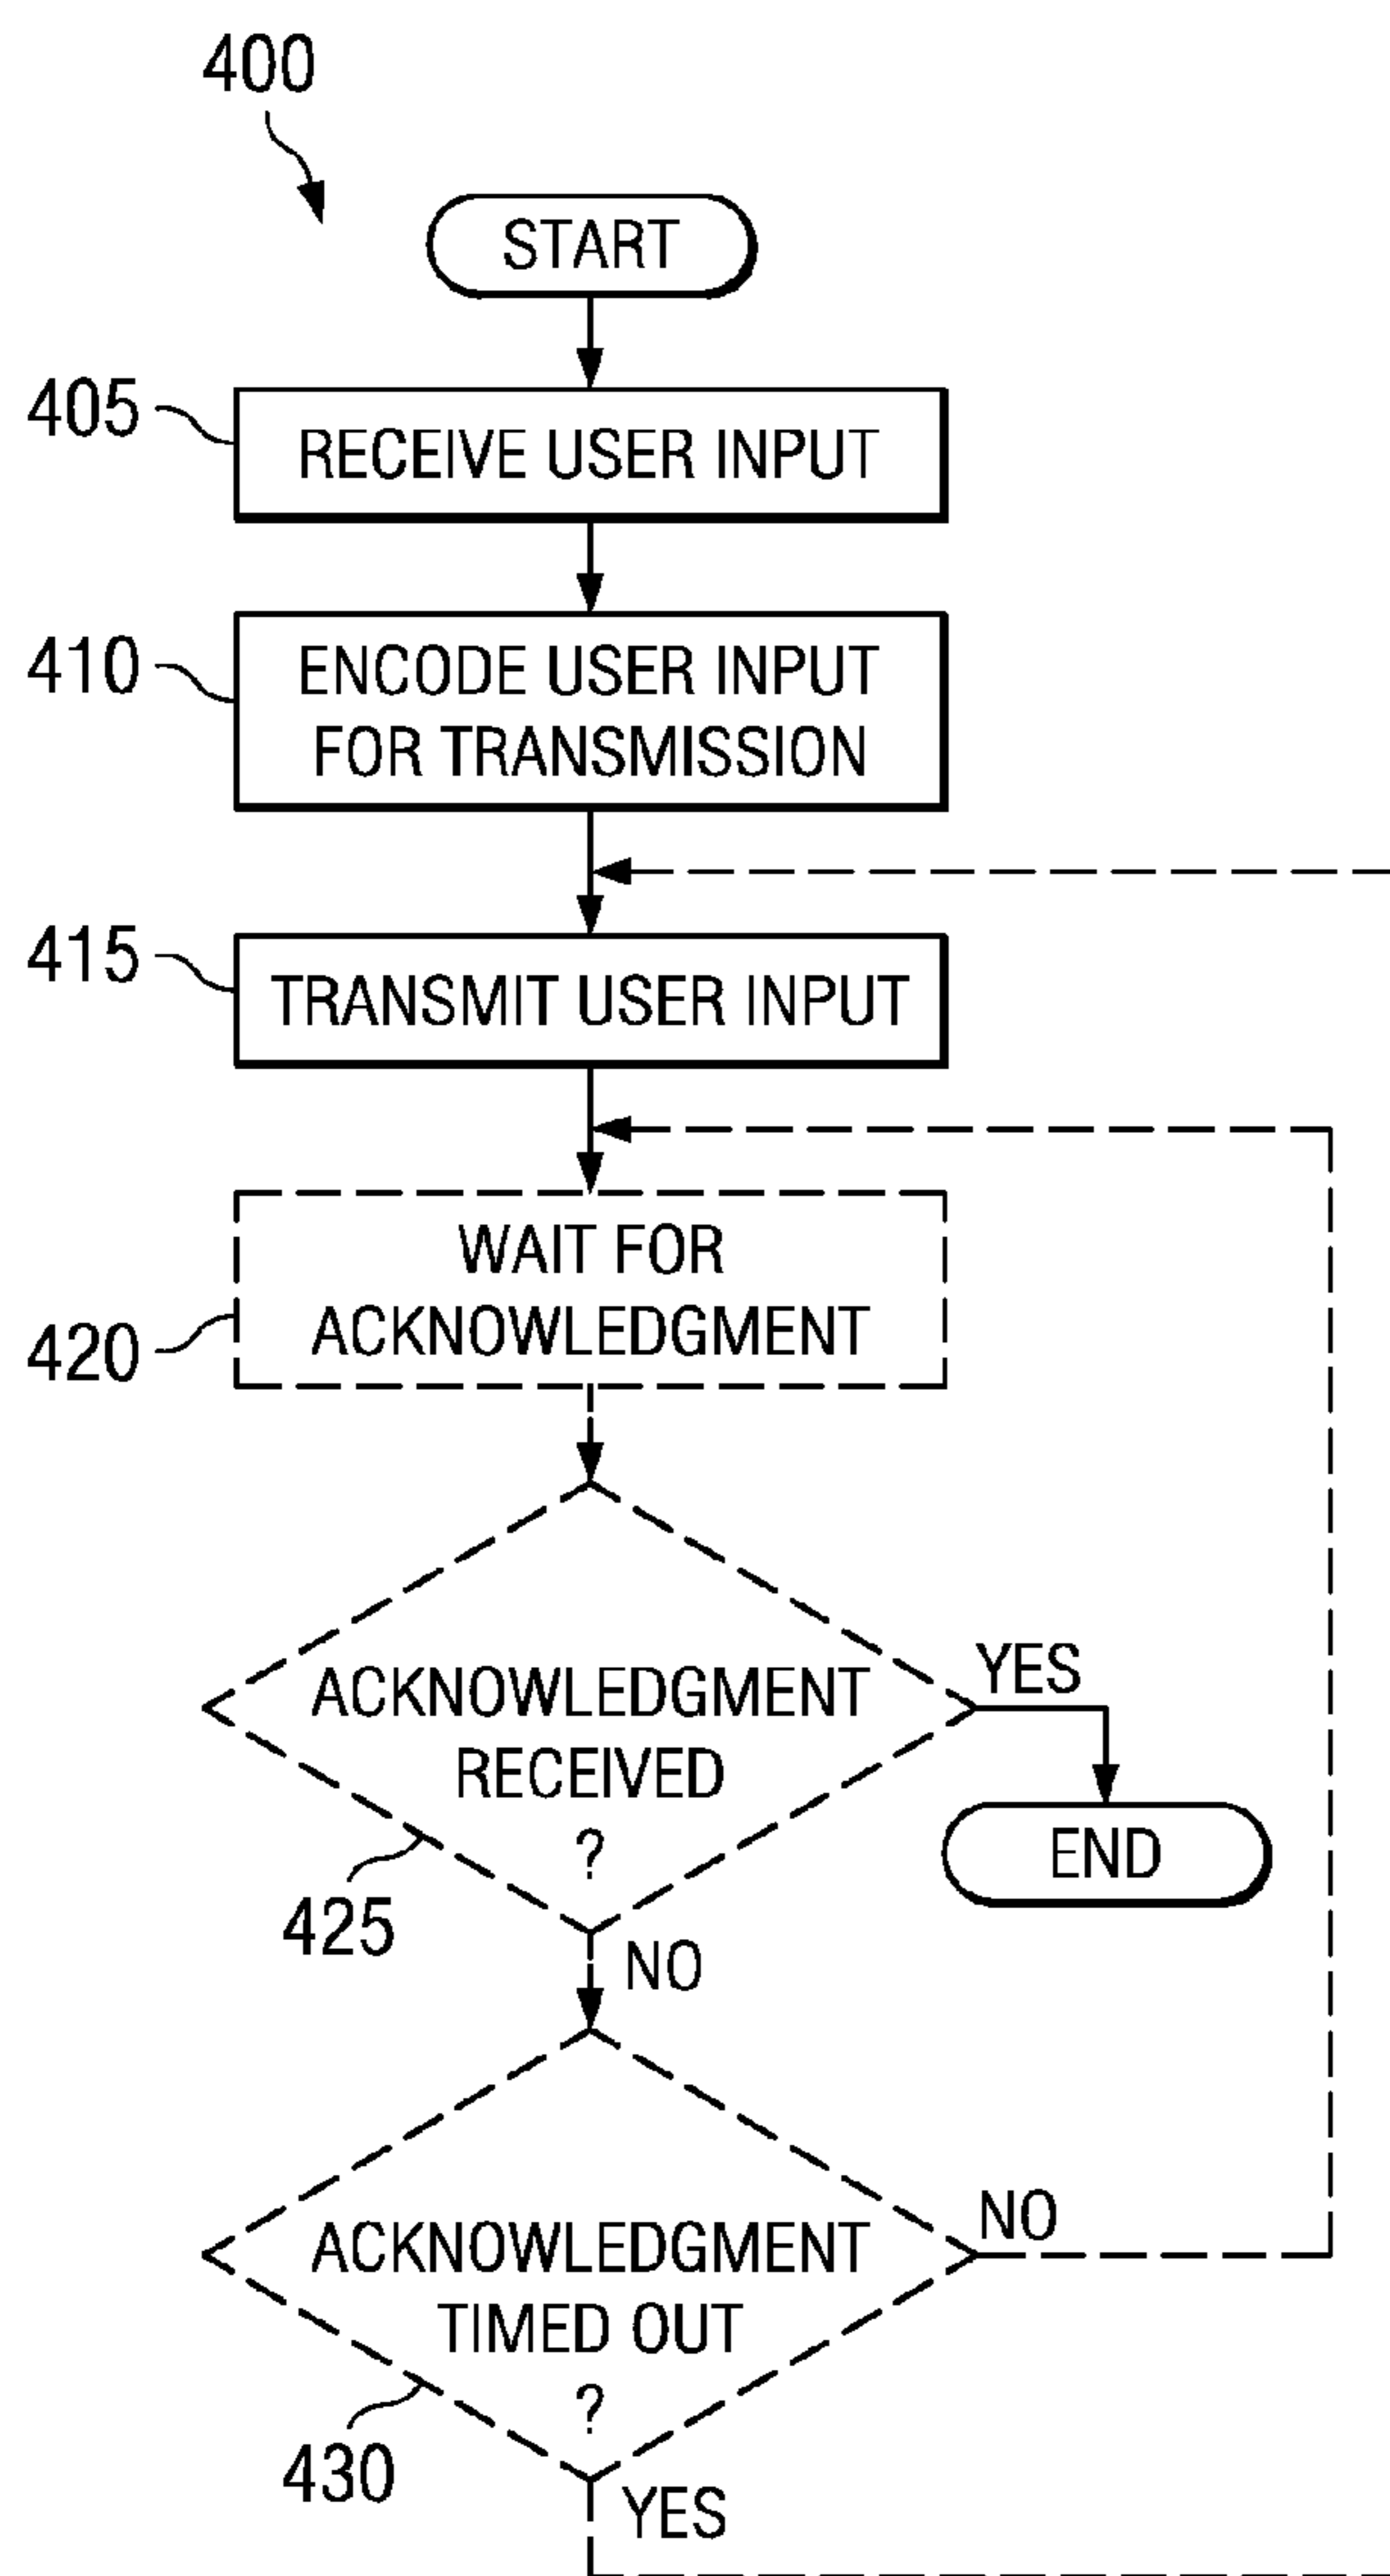 400
START
405
RECEIVE USER INPUT
410
ENCODE USER INPUT
FOR TRANSMISSION
415
TRANSMIT USER INPUT
420
WAIT FOR
ACKNOWLEDGMENT
ACKNOWLEDGMENT
RECEIVED
?
YES
END
425
NO
ACKNOWLEDGMENT
TIMED OUT
?
NO
430
YES